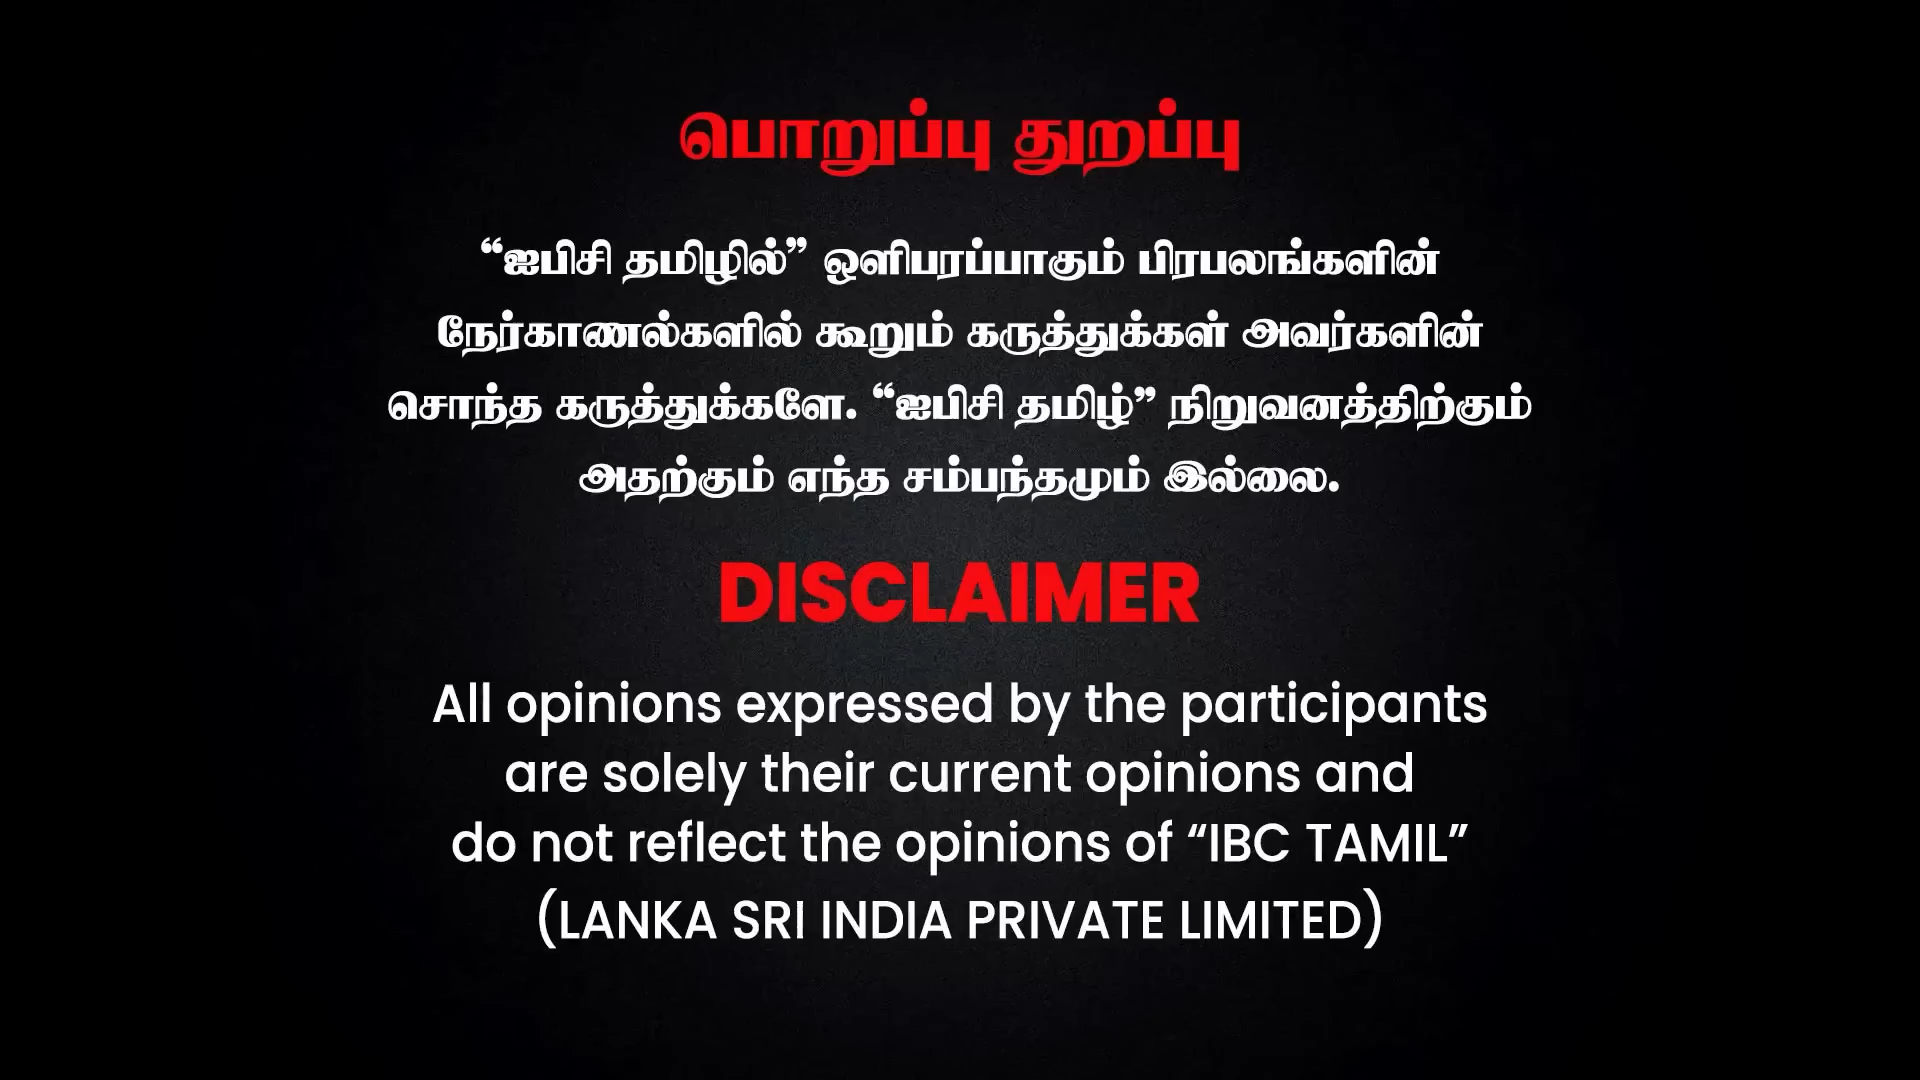 பொறுப்பு துறப்பு
“ஐபிசி தமிழில்” ஒளிபரப்பாகும் பிரபலங்களின்
நேர்காணல்களில் கூறும் கருத்துக்கள் அவர்களின்
சொந்த கருத்துக்களே. “ஐபிசி தமிழ்” நிறுவனத்திற்கும்
அதற்கும் எந்த சம்பந்தமும் இல்லை.
DISCLAIMER
All opinions expressed by the participants
are solely their current opinions and
do not reflect the opinions of “IBC TAMIL”
(LANKA SRI INDIA PRIVATE LIMITED)